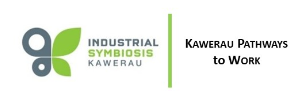 INDUSTRIAL
SYMBIOSIS
KAWERAU
KAWERAU PATHWAYS
TO WORK